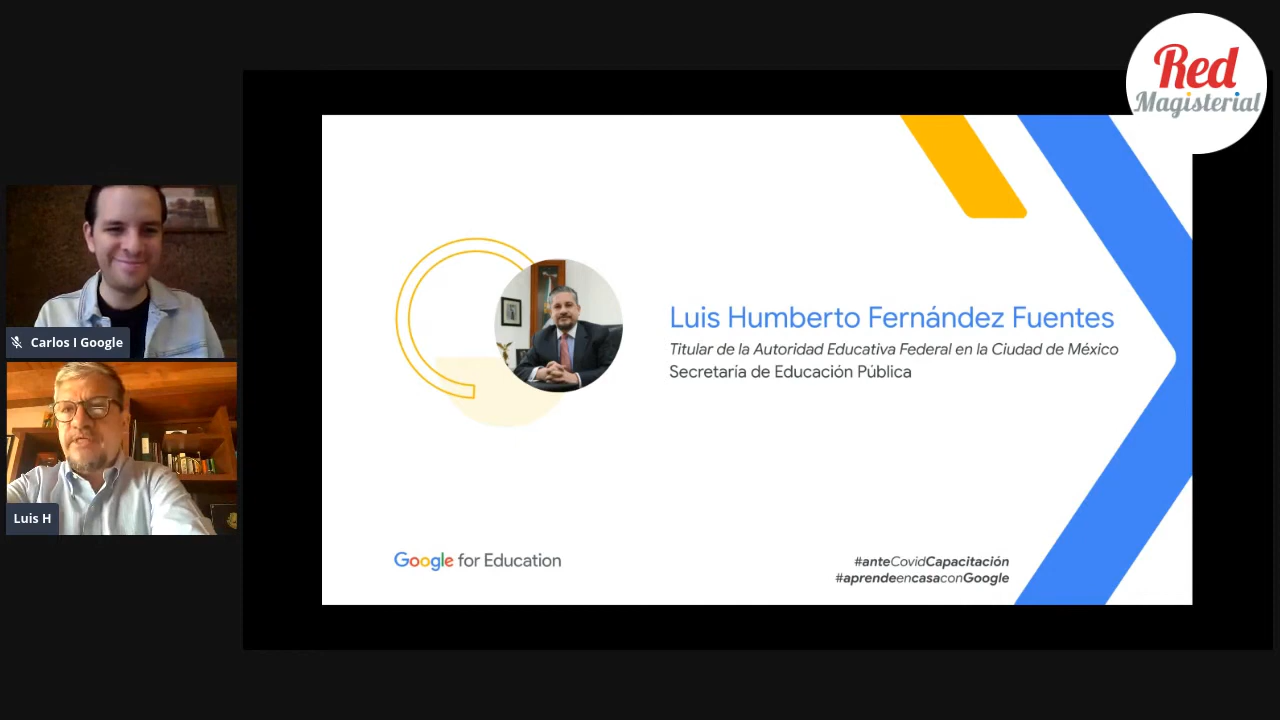 Red
Magisterial
Carlos I Google
Luis H
Luis Humberto Fernández Fuentes
Titular de la Autoridad Educativa Federal en la Ciudad de México
Secretaría de Educación Pública
Google for Education
#anteCovidCapacitación
#aprendeencasaconGoogle